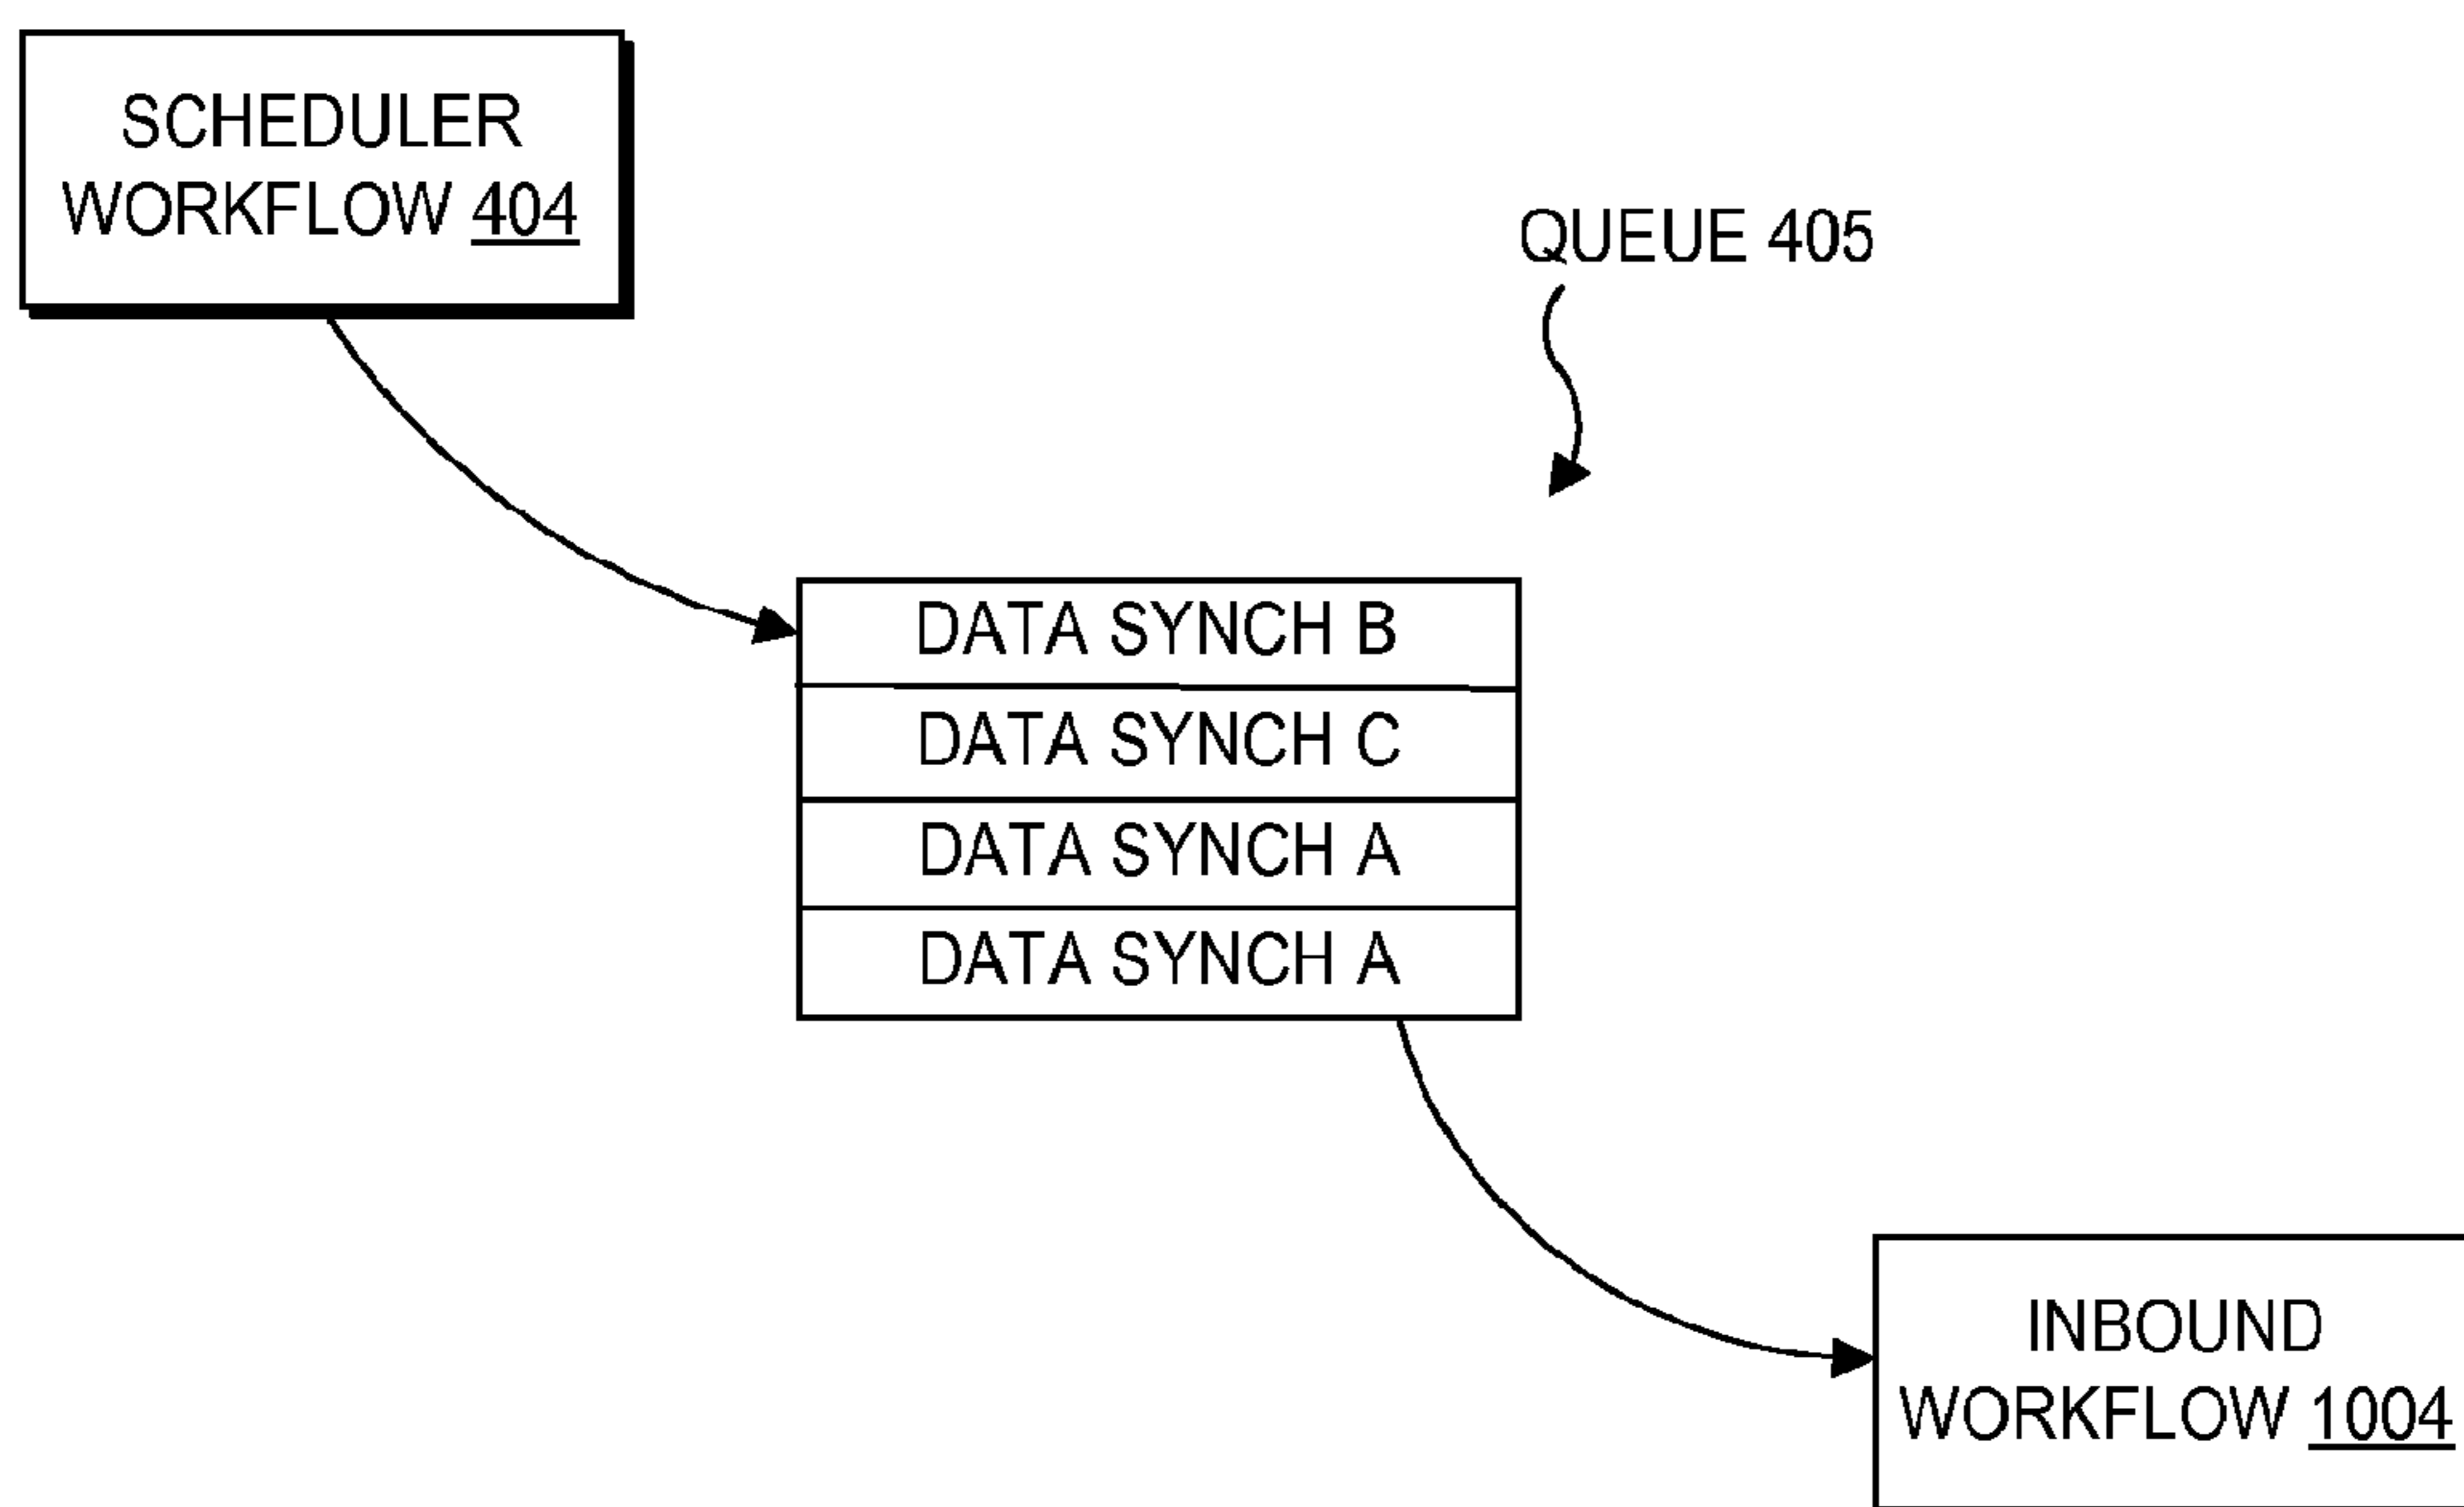 SCHEDULER
WORKFLOW 404
QUEUE 405
DATA SYNCH B
DATA SYNCH C
DATA SYNCH A
DATA SYNCH A
INBOUND
WORKFLOW 1004